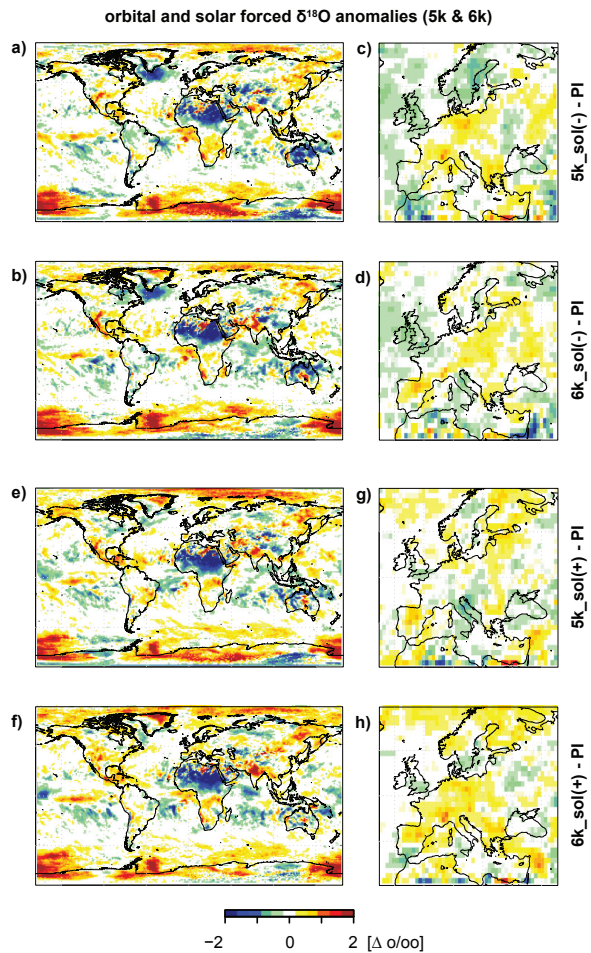 orbital and solar forced δ¹⁸O anomalies (5k & 6k)
a)
c)
5k_sol(-) - PI
b)
d)
6k_sol(-) - PI
e)
g)
5k_sol(+) - PI
f)
h)
6k_sol(+) - PI
−2 0 2 [Δ o/oo]